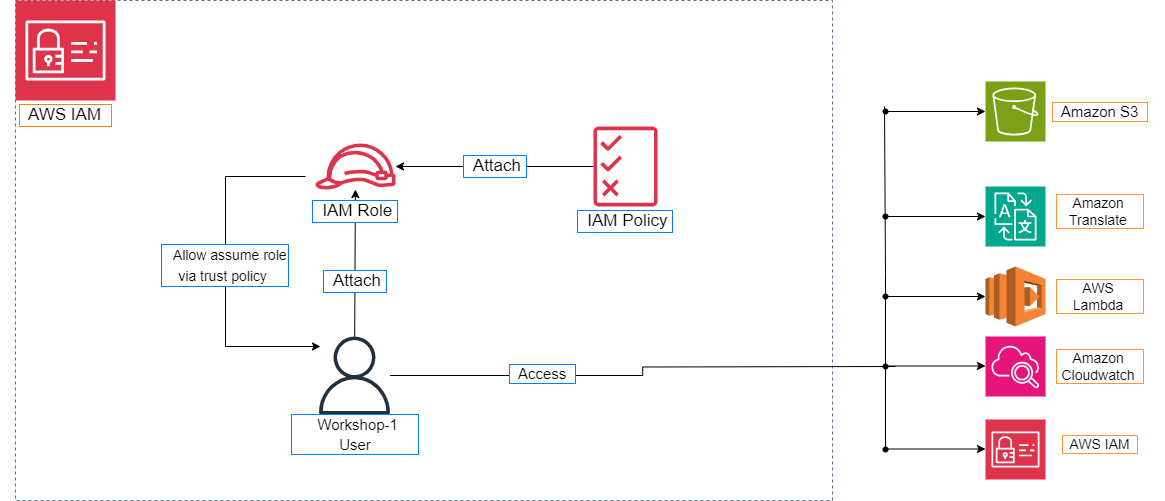 AWS IAM
Attach
IAM Role
IAM Policy
Allow assume role
via trust policy
Attach
Access
Workshop-1
User
Amazon S3
Amazon
Translate
AWS
Lambda
Amazon
Cloudwatch
AWS IAM
A
文